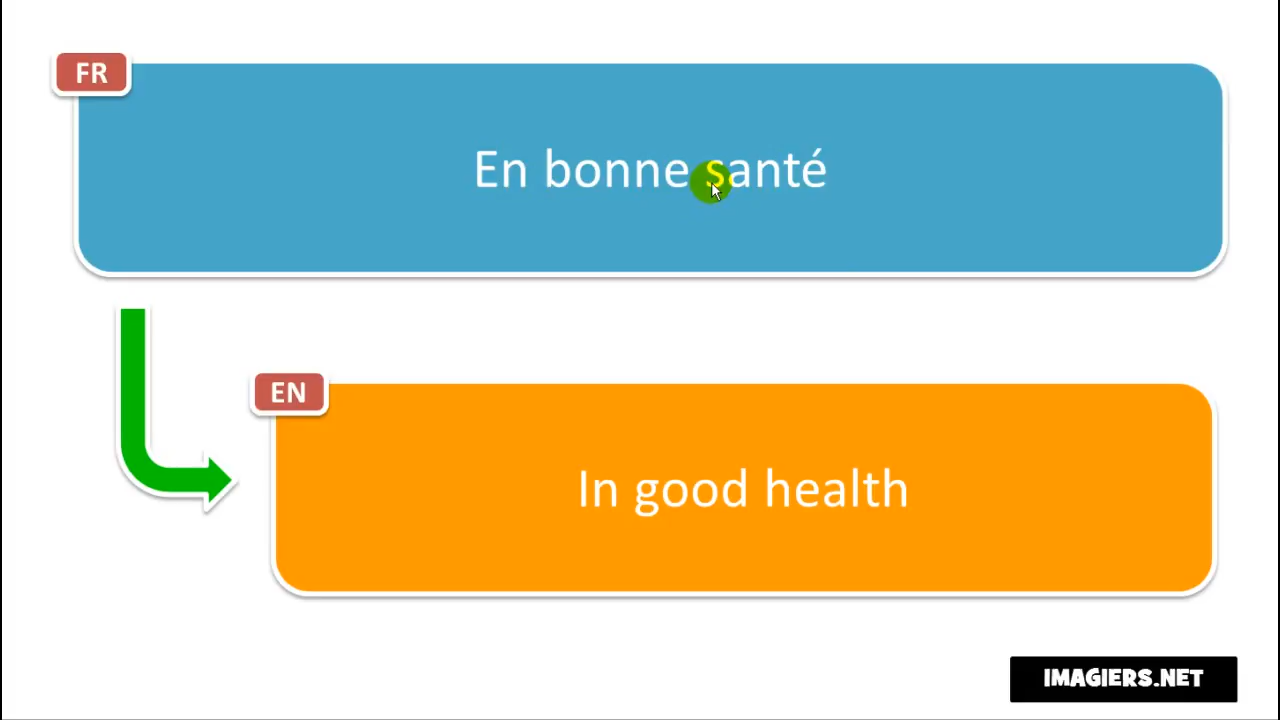 FR
En bonne santé
EN
In good health
IMAGIERS.NET